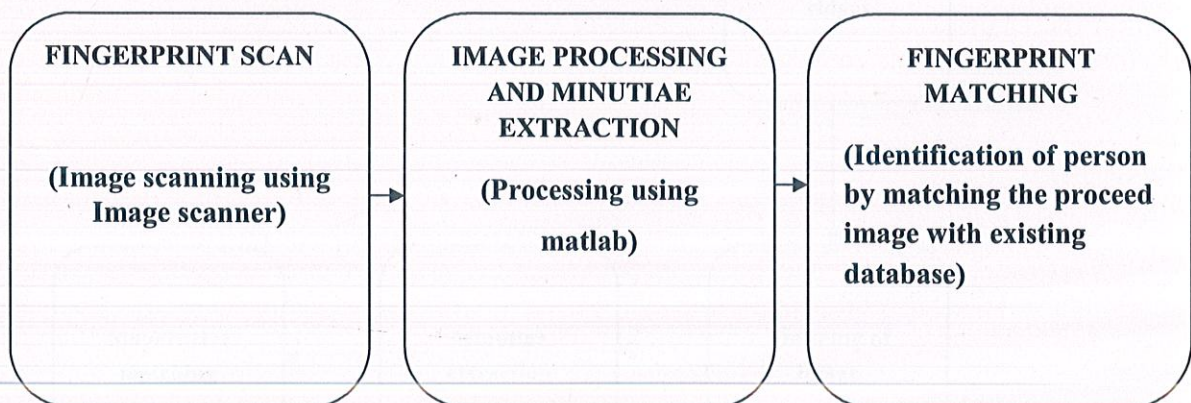 FINGERPRINT SCAN
(Image scanning using
Image scanner)
IMAGE PROCESSING
AND MINUTIAE
EXTRACTION
(Processing using
matlab)
FINGERPRINT
MATCHING
(Identification of person
by matching the proceed
image with existing
database)